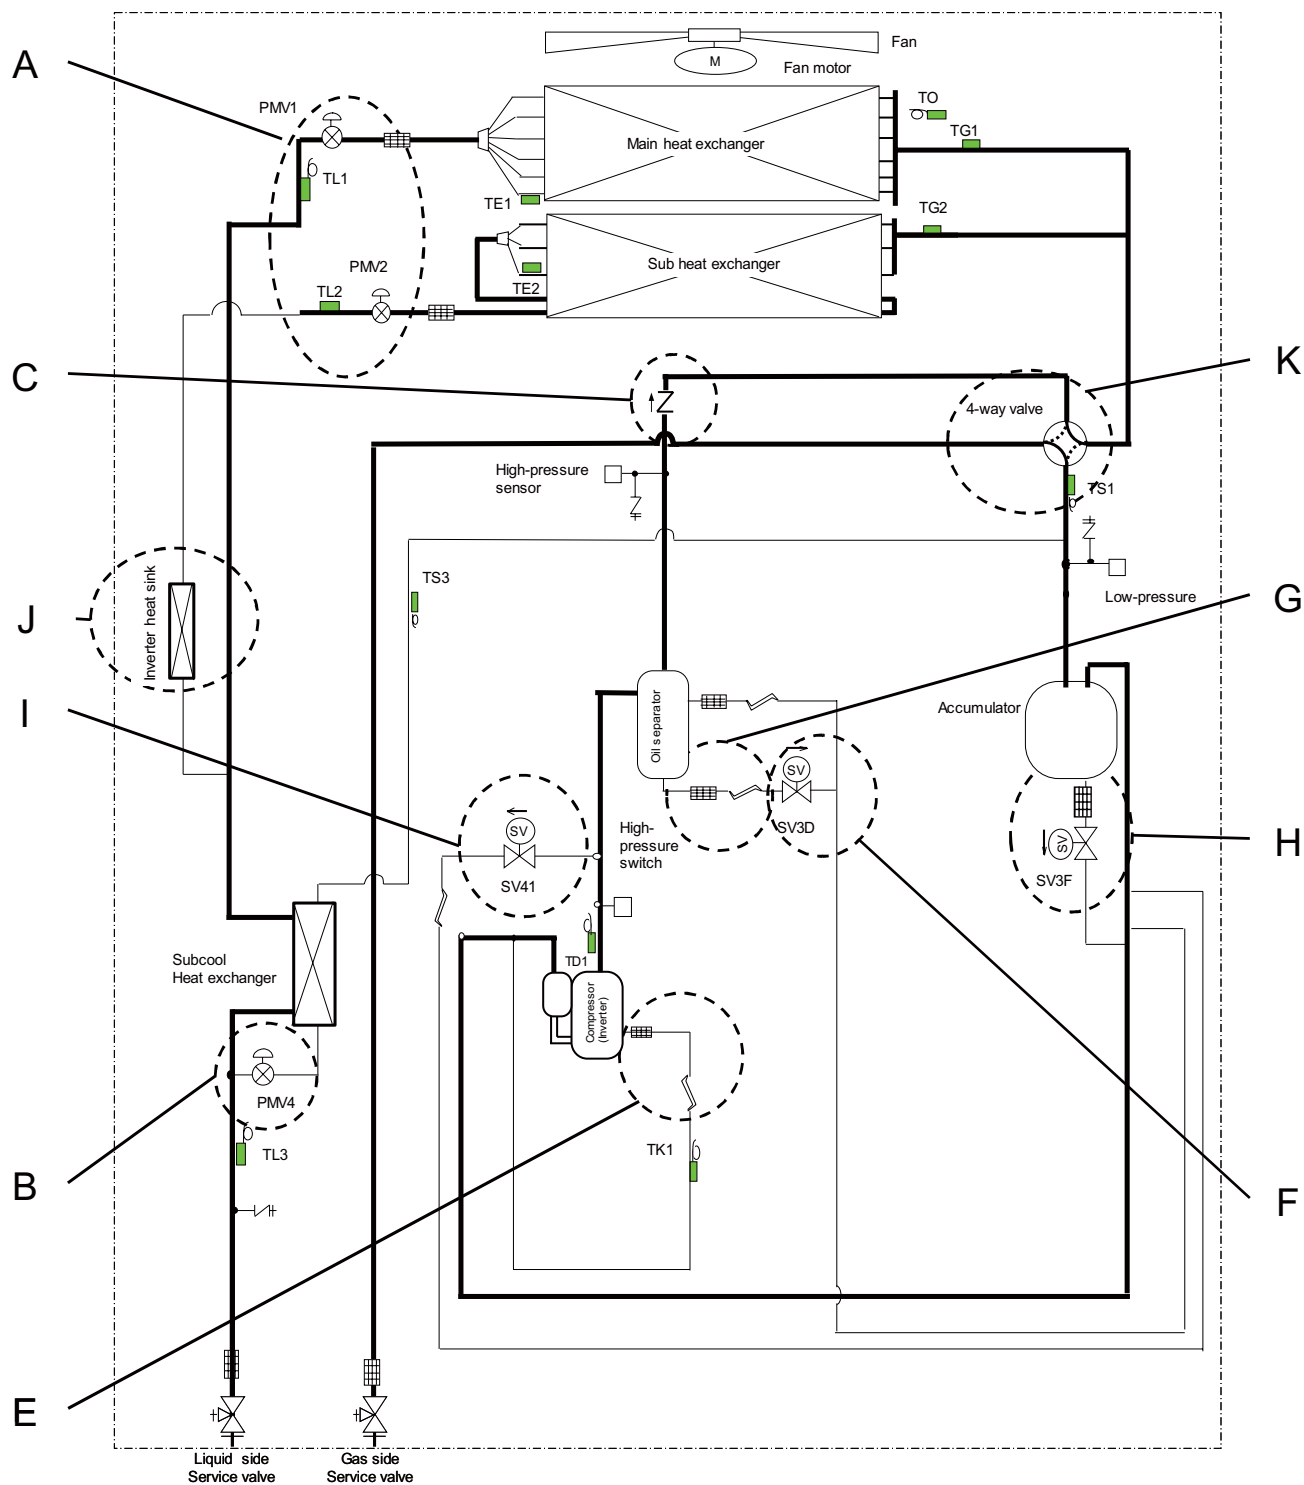 Fan
M
Fan motor
A
PMV1
TO
TG1
Main heat exchanger
TL1
TE1
TG2
PMV2
Sub heat exchanger
TL2
TE2
C
K
4-way valve
High-pressure
sensor
TS1
TS3
Low-pressure
G
J
Inverter heat sink
I
Oil separator
Accumulator
SV
SV3D
High-
pressure
switch
SV
SV41
SV
SV3F
H
Subcool
Heat exchanger
TD1
Compressor
(Inverter)
PMV4
TL3
TK1
B
F
E
Liquid side
Service valve
Gas side
Service valve